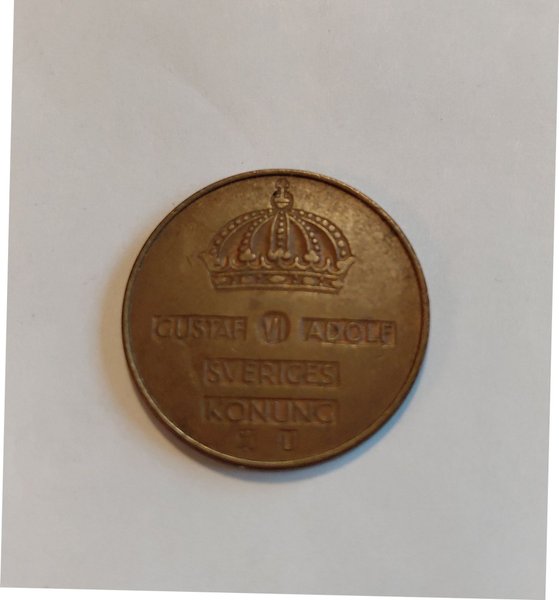 GUSTAF VI ADOLF
SVERIGES
KONUNG
U